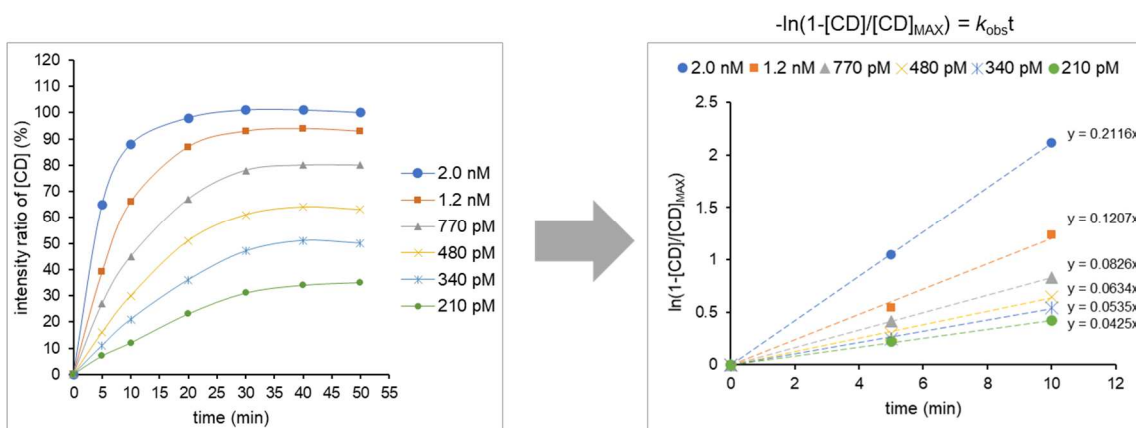 120
110
100
90
80
70
60
50
40
30
20
10
0
intensity ratio of [CD] (%)
0 5 10 15 20 25 30 35 40 45 50 55
time (min)
2.0 nM
1.2 nM
770 pM
480 pM
340 pM
210 pM
-ln(1-[CD]/[CD]MAX) = kobst
2.0 nM 1.2 nM 770 pM 480 pM 340 pM 210 pM
2.5
2
1.5
1
0.5
0
ln(1-[CD]/[CD]MAX)
y = 0.2116x
y = 0.1207x
y = 0.0826x
y = 0.0634x
y = 0.0535x
y = 0.0425x
0 2 4 6 8 10 12
time (min)